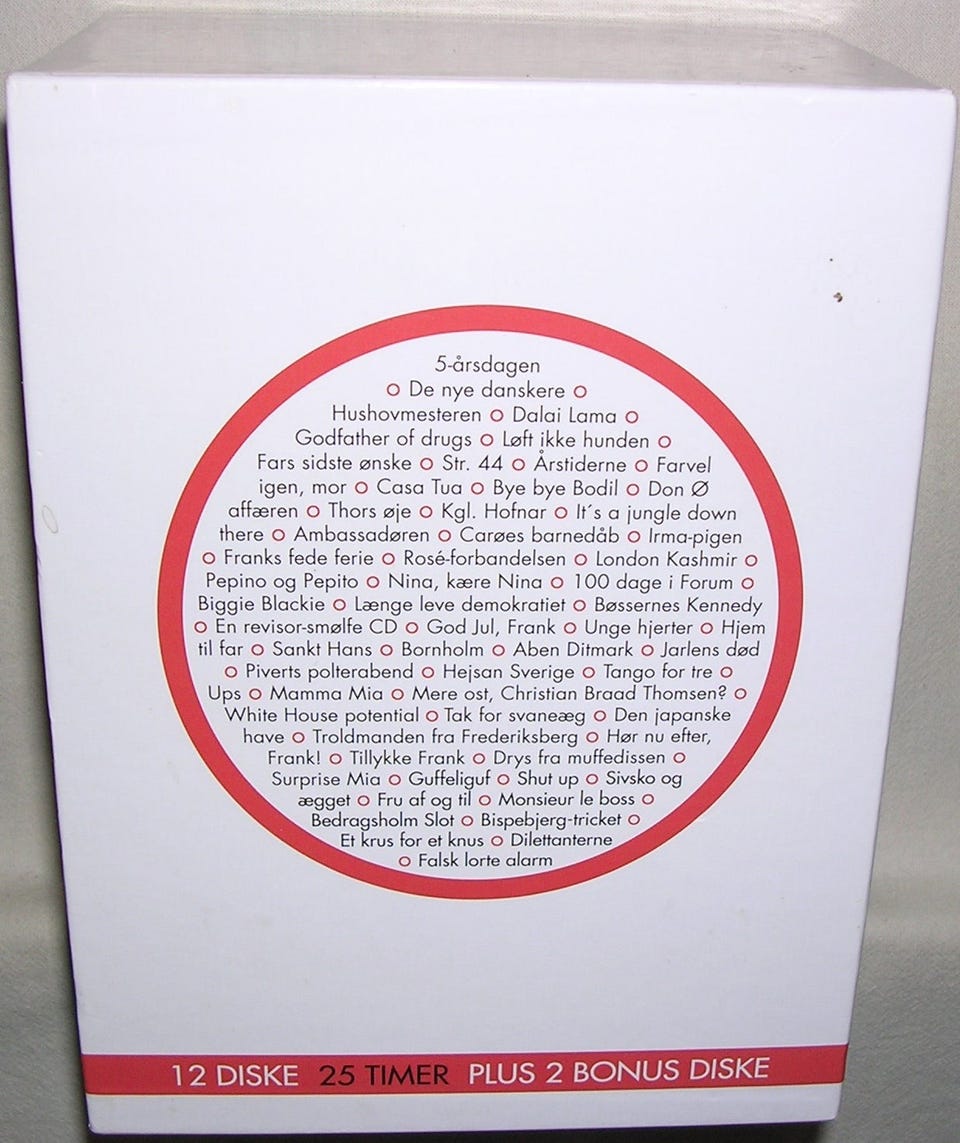 5-årsdagen
o De nye danskere o
Hushovmesteren o Dalai Lama o
Godfather of drugs o Løft ikke hunden o
Fars sidste ønske o Str. 44 o Årstiderne o Farvel
igen, mor o Casa Tua o Bye bye Bodil o Don Ø
affæren o Thors øje o Kgl. Hofnar o It´s a jungle down
there o Ambassadøren o Carøes barnedåb o Irma-pigen
o Franks fede ferie o Rosé-forbandelsen o London Kashmir o
Pepino og Pepito o Nina, kære Nina o 100 dage i Forum o
Biggie Blackie o Længe leve demokratiet o Bøssernes Kennedy
o En revisor-smølfe CD o God Jul, Frank o Unge hjerter o Hjem
til far o Sankt Hans o Bornholm o Aben Ditmark o Jarlens død
o Piverts polterabend o Hejsan Sverige o Tango for tre o
Ups o Mamma Mia o Mere ost, Christian Braad Thomsen? o
White House potential o Tak for svaneæg o Den japanske
have o Troldmanden fra Frederiksberg o Hør nu efter,
Frank! o Tillykke Frank o Drys fra muffedissen o
Surprise Mia o Guffeliguf o Shut up o Sivsko og
ægget o Fru af og til o Monsieur le boss o
Bedragsholm Slot o Bispebjerg-tricket o
Et krus for et knus o Dilettanterne
o Falsk lorte alarm
12 DISKE 25 TIMER PLUS 2 BONUS DISKE